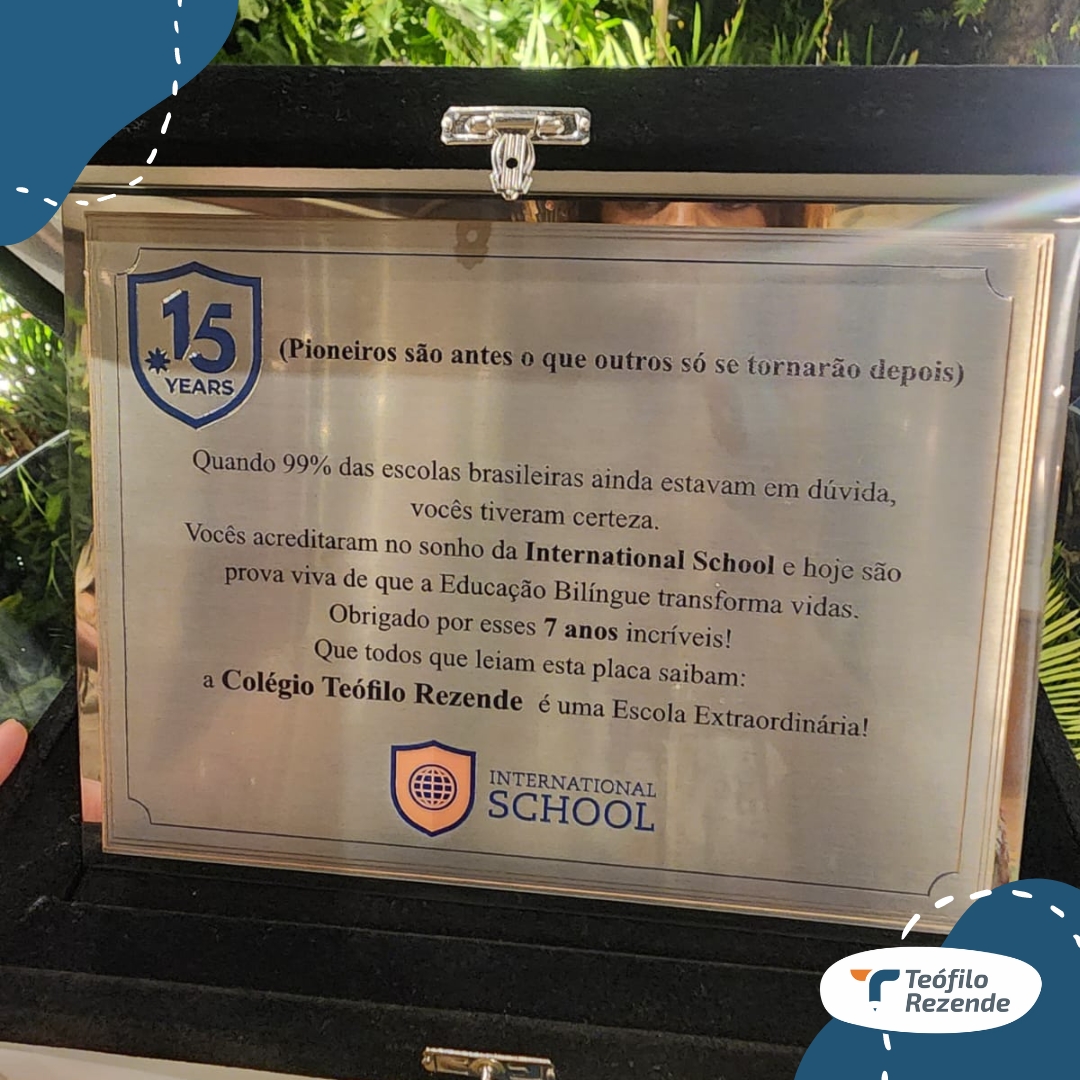 15
YEARS
(Pioneiros são antes o que outros só se tornarão depois)
Quando 99% das escolas brasileiras ainda estavam em dúvida,
vocês tiveram certeza.
Vocês acreditaram no sonho da International School e hoje são
prova viva de que a Educação Bilíngue transforma vidas.
Obrigado por esses 7 anos incríveis!
Que todos que leiam esta placa saibam:
a Colégio Teófilo Rezende é uma Escola Extraordinária!
INTERNATIONAL
SCHOOL
Teófilo
Rezende